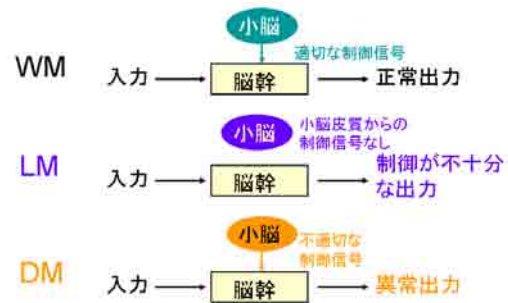 小脳
適切な制御信号
WM 入力 脳幹 正常出力
小脳 小脳皮質からの
制御信号なし
LM 入力 脳幹 制御が不十分
な出力
小脳 不適切な
制御信号
DM 入力 脳幹 異常出力